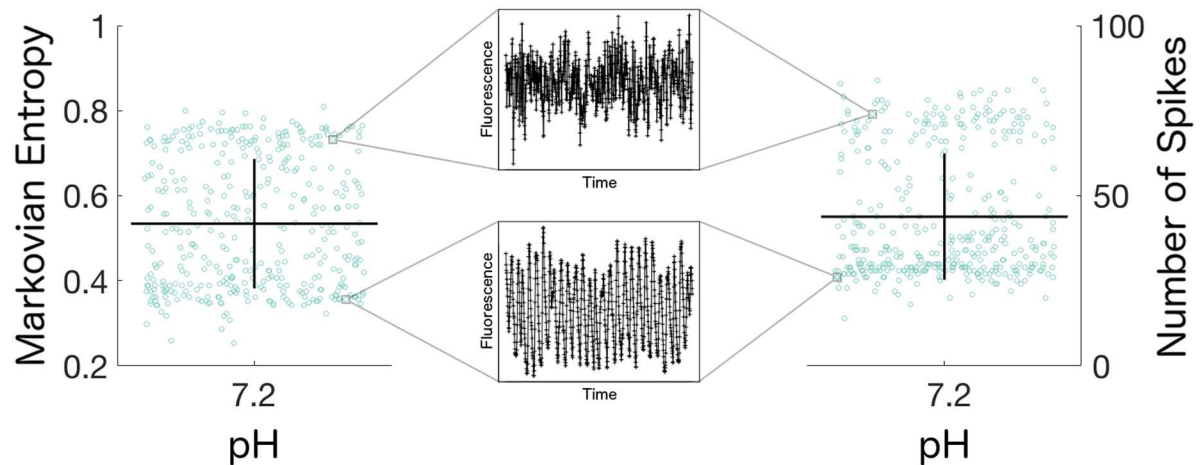 Markovian Entropy
1
0.8
0.6
0.4
0.2
7.2
pH
Fluorescence
Time
Fluorescence
Time
100
50
0
Number of Spikes
7.2
pH